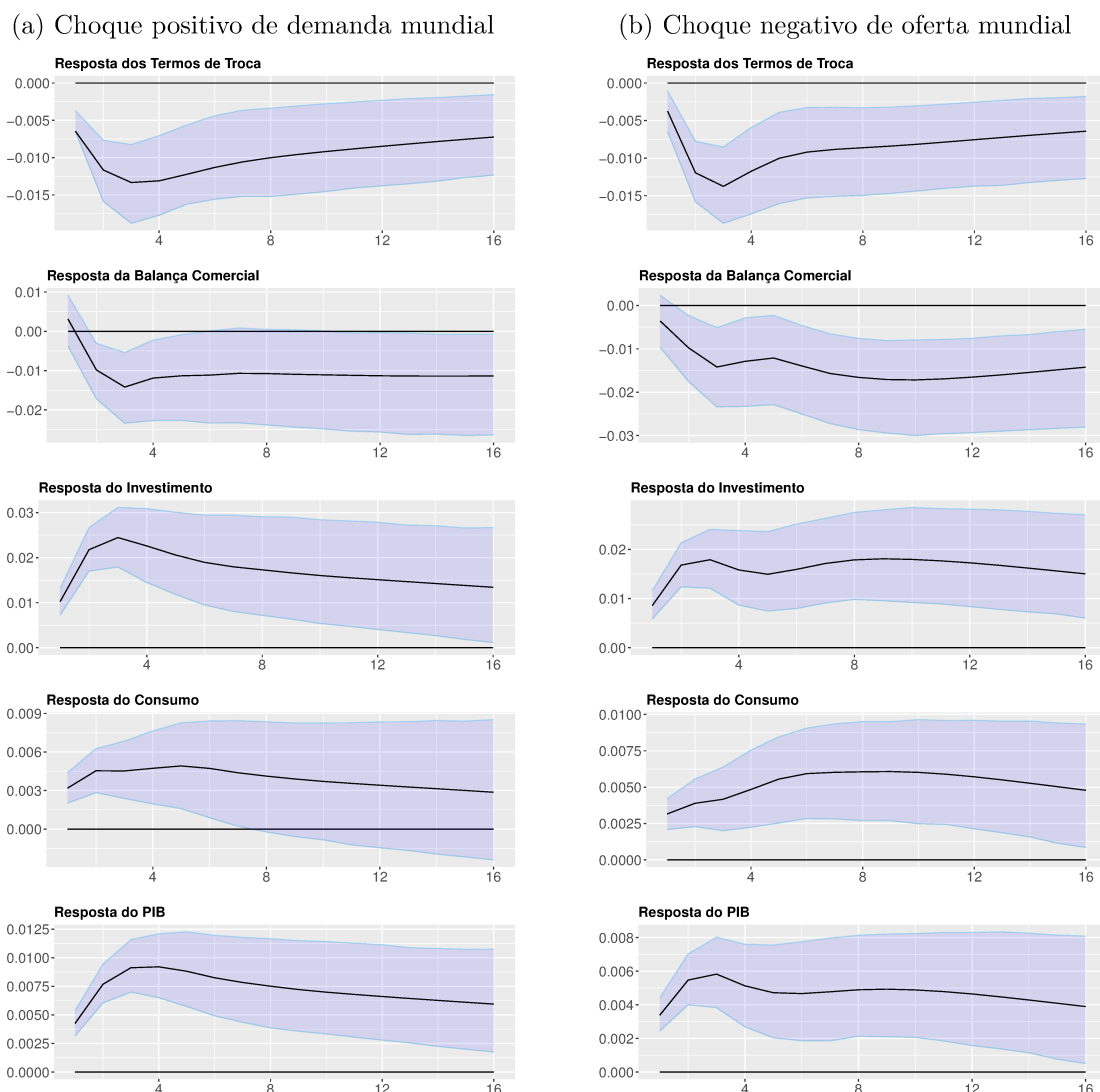 (a) Choque positivo de demanda mundial
(b) Choque negativo de oferta mundial
Resposta dos Termos de Troca
0.000
−0.005
−0.010
−0.015
4 8 12 16
Resposta dos Termos de Troca
0.000
−0.005
−0.010
−0.015
4 8 12 16
Resposta da Balança Comercial
0.01
0.00
−0.01
−0.02
4 8 12 16
Resposta da Balança Comercial
0.00
−0.01
−0.02
−0.03
4 8 12 16
Resposta do Investimento
0.03
0.02
0.01
0.00
4 8 12 16
Resposta do Investimento
0.02
0.01
0.00
4 8 12 16
Resposta do Consumo
0.009
0.006
0.003
0.000
4 8 12 16
Resposta do Consumo
0.0100
0.0075
0.0050
0.0025
0.0000
4 8 12 16
Resposta do PIB
0.0125
0.0100
0.0075
0.0050
0.0025
0.0000
4 8 12 16
Resposta do PIB
0.008
0.006
0.004
0.002
0.000
4 8 12 16